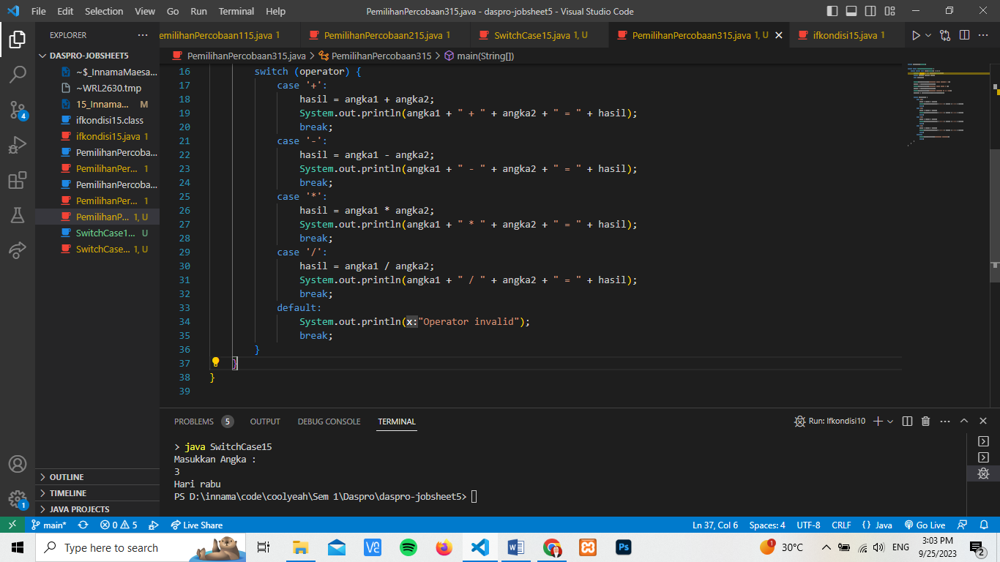 File Edit Selection View Go Run Terminal Help
PemilihanPercobaan315.java - daspro-jobsheet5 - Visual Studio Code
EXPLORER
emilihanPercobaan115.java 1
PemilihanPercobaan215.java 1
SwitchCase15.java 1, U
PemilihanPercobaan315.java 1, U
ifkondisi15.java 1
PemilihanPercobaan315.java > PemilihanPercobaan315 > main(String[])
DASPRO-JOBSHEET5
~$_InnamaMaesa...
~WRL2630.tmp
15_Innama... M
ifkondisi15.class
ifkondisi15.java 1
PemilihanPercoba...
PemilihanPer... 1
PemilihanPercoba...
PemilihanPer... 1
PemilihanP... 1, U
SwitchCase1... U
SwitchCase... 1, U
OUTLINE
TIMELINE
JAVA PROJECTS
16 switch (operator) {
17 case '+':
18 hasil = angka1 + angka2;
19 System.out.println(angka1 + " + " + angka2 + " = " + hasil);
20 break;
21 case '-':
22 hasil = angka1 - angka2;
23 System.out.println(angka1 + " - " + angka2 + " = " + hasil);
24 break;
25 case '*':
26 hasil = angka1 * angka2;
27 System.out.println(angka1 + " * " + angka2 + " = " + hasil);
28 break;
29 case '/':
30 hasil = angka1 / angka2;
31 System.out.println(angka1 + " / " + angka2 + " = " + hasil);
32 break;
33 default:
34 System.out.println(x:"Operator invalid");
35 break;
36 }
37 }
38 }
39
PROBLEMS 5 OUTPUT DEBUG CONSOLE TERMINAL
Run: Ifkondisi10
> java SwitchCase15
Masukkan Angka :
3
Hari rabu
PS D:\innama\code\coolyeah\Sem 1\Daspro\daspro-jobsheet5>
4
1
main* 0 5 Live Share
Ln 37, Col 6 Spaces: 4 UTF-8 CRLF {} Java Go Live
Type here to search
1 30°C ENG
3:03 PM
9/25/2023
2
Ps